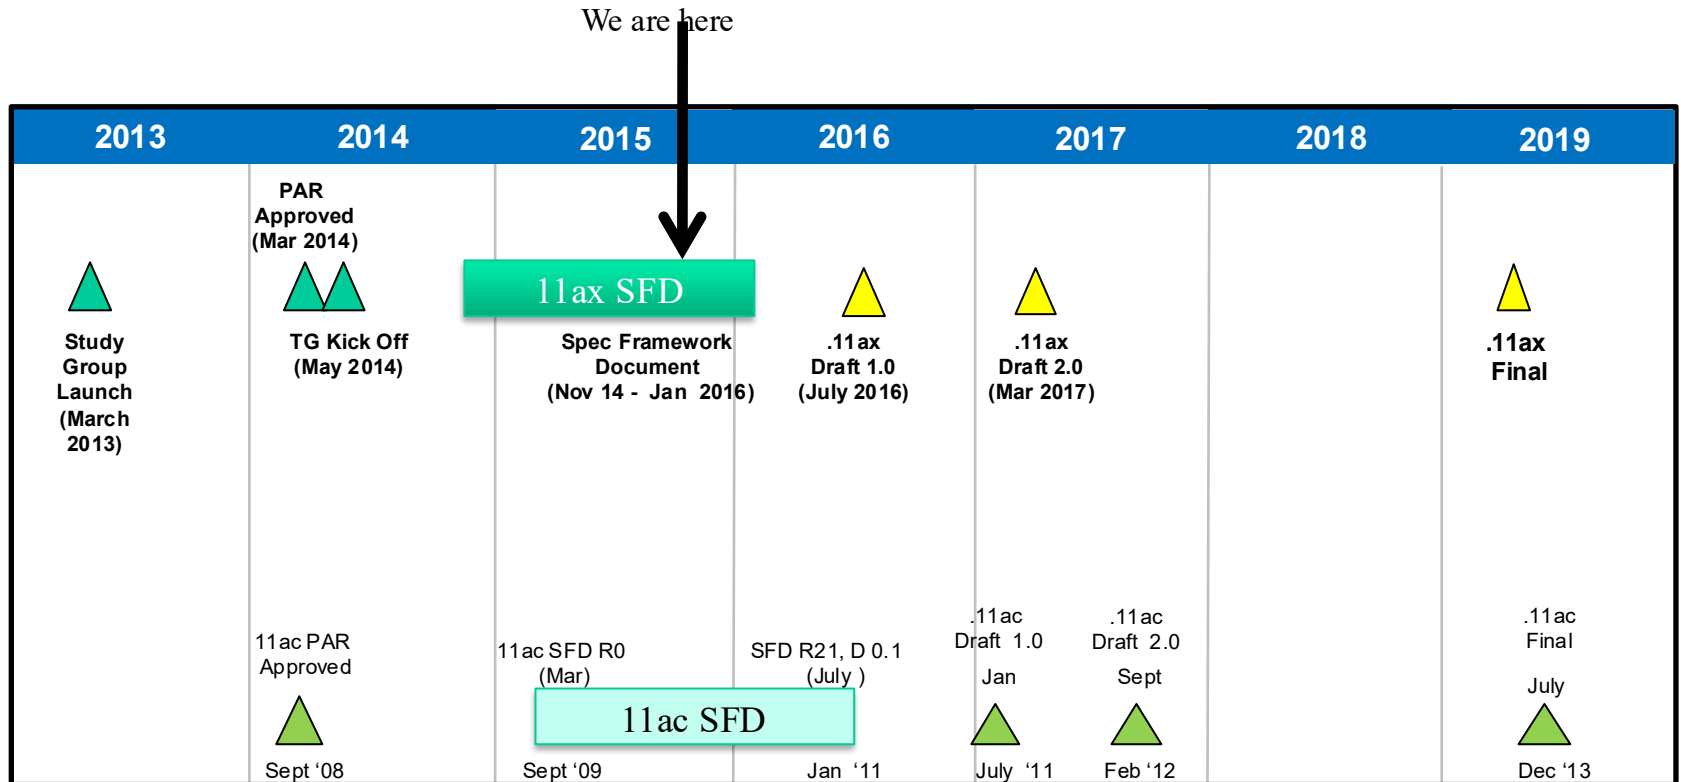 We are here
2013 2014 2015 2016 2017 2018 2019
PAR
Approved
(Mar 2014)
11ax SFD
Study
Group
Launch
(March
2013)
TG Kick Off
(May 2014)
Spec Framework
Document
(Nov 14 - Jan 2016)
.11ax
Draft 1.0
(July 2016)
.11ax
Draft 2.0
(Mar 2017)
.11ax
Final
11ac PAR
Approved
11ac SFD R0
(Mar)
SFD R21, D 0.1
(July )
.11ac
Draft 1.0
Jan
.11ac
Draft 2.0
Sept
.11ac
Final
July
11ac SFD
Sept ‘08
Sept ‘09
Jan ‘11
July ‘11
Feb ‘12
Dec ‘13